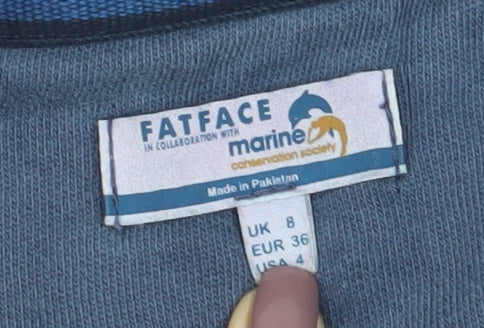 FATFACE
IN COLLABORATION WITH
marine
conservation society
Made in Pakistan
UK 8
EUR 36
USA 4